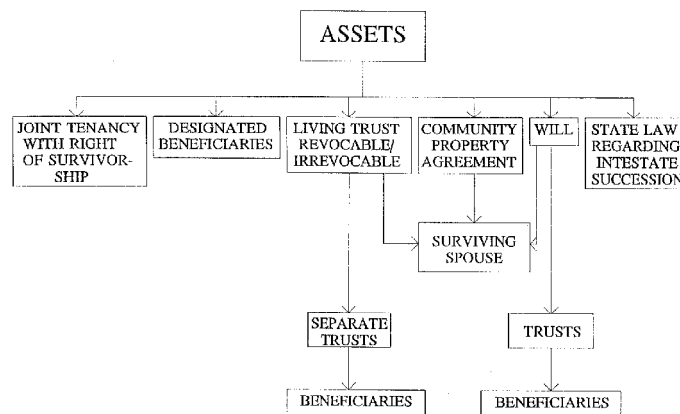 ASSETS
JOINT TENANCY
WITH RIGHT
OF SURVIVOR-
SHIP
DESIGNATED
BENEFICIARIES
LIVING TRUST
REVOCABLE/
IRREVOCABLE
COMMUNITY
PROPERTY
AGREEMENT
WILL
STATE LAW
REGARDING
INTESTATE
SUCCESSION
SURVIVING
SPOUSE
SEPARATE
TRUSTS
TRUSTS
BENEFICIARIES
BENEFICIARIES